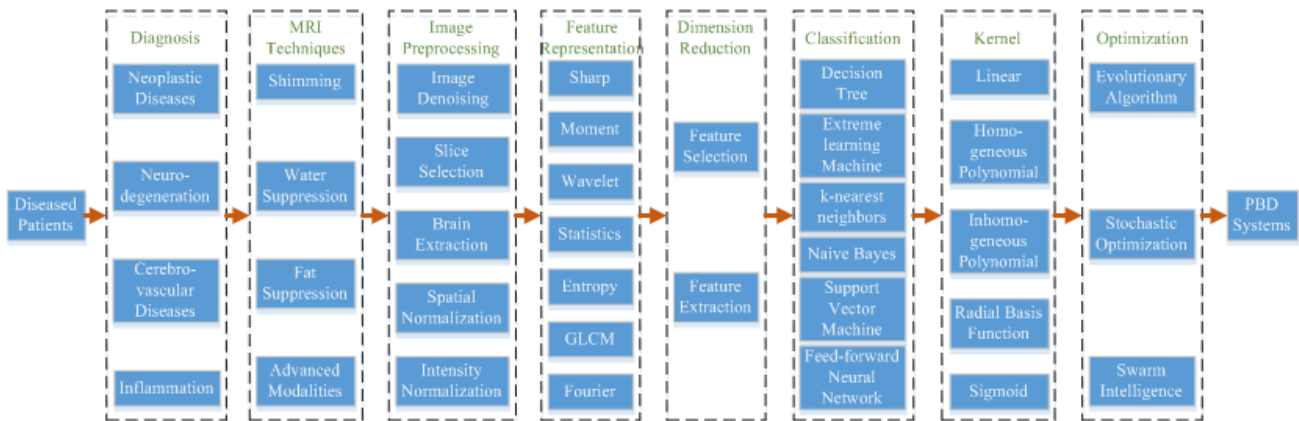 Diseased
Patients
Diagnosis
Neoplastic
Diseases
Neuro-
degeneration
Cerebro-
vascular
Diseases
Inflammation
MRI
Techniques
Shimming
Water
Suppression
Fat
Suppression
Advanced
Modalities
Image
Preprocessing
Image
Denoising
Slice
Selection
Brain
Extraction
Spatial
Normalization
Intensity
Normalization
Feature
Representation
Sharp
Moment
Wavelet
Statistics
Entropy
GLCM
Fourier
Dimension
Reduction
Feature
Selection
Feature
Extraction
Classification
Decision
Tree
Extreme
learning
Machine
k-nearest
neighbors
Naive Bayes
Support
Vector
Machine
Feed-forward
Neural
Network
Kernel
Linear
Homo-
geneous
Polynomial
Inhomo-
geneous
Polynomial
Radial Basis
Function
Sigmoid
Optimization
Evolutionary
Algorithm
Stochastic
Optimization
Swarm
Intelligence
PBD
Systems